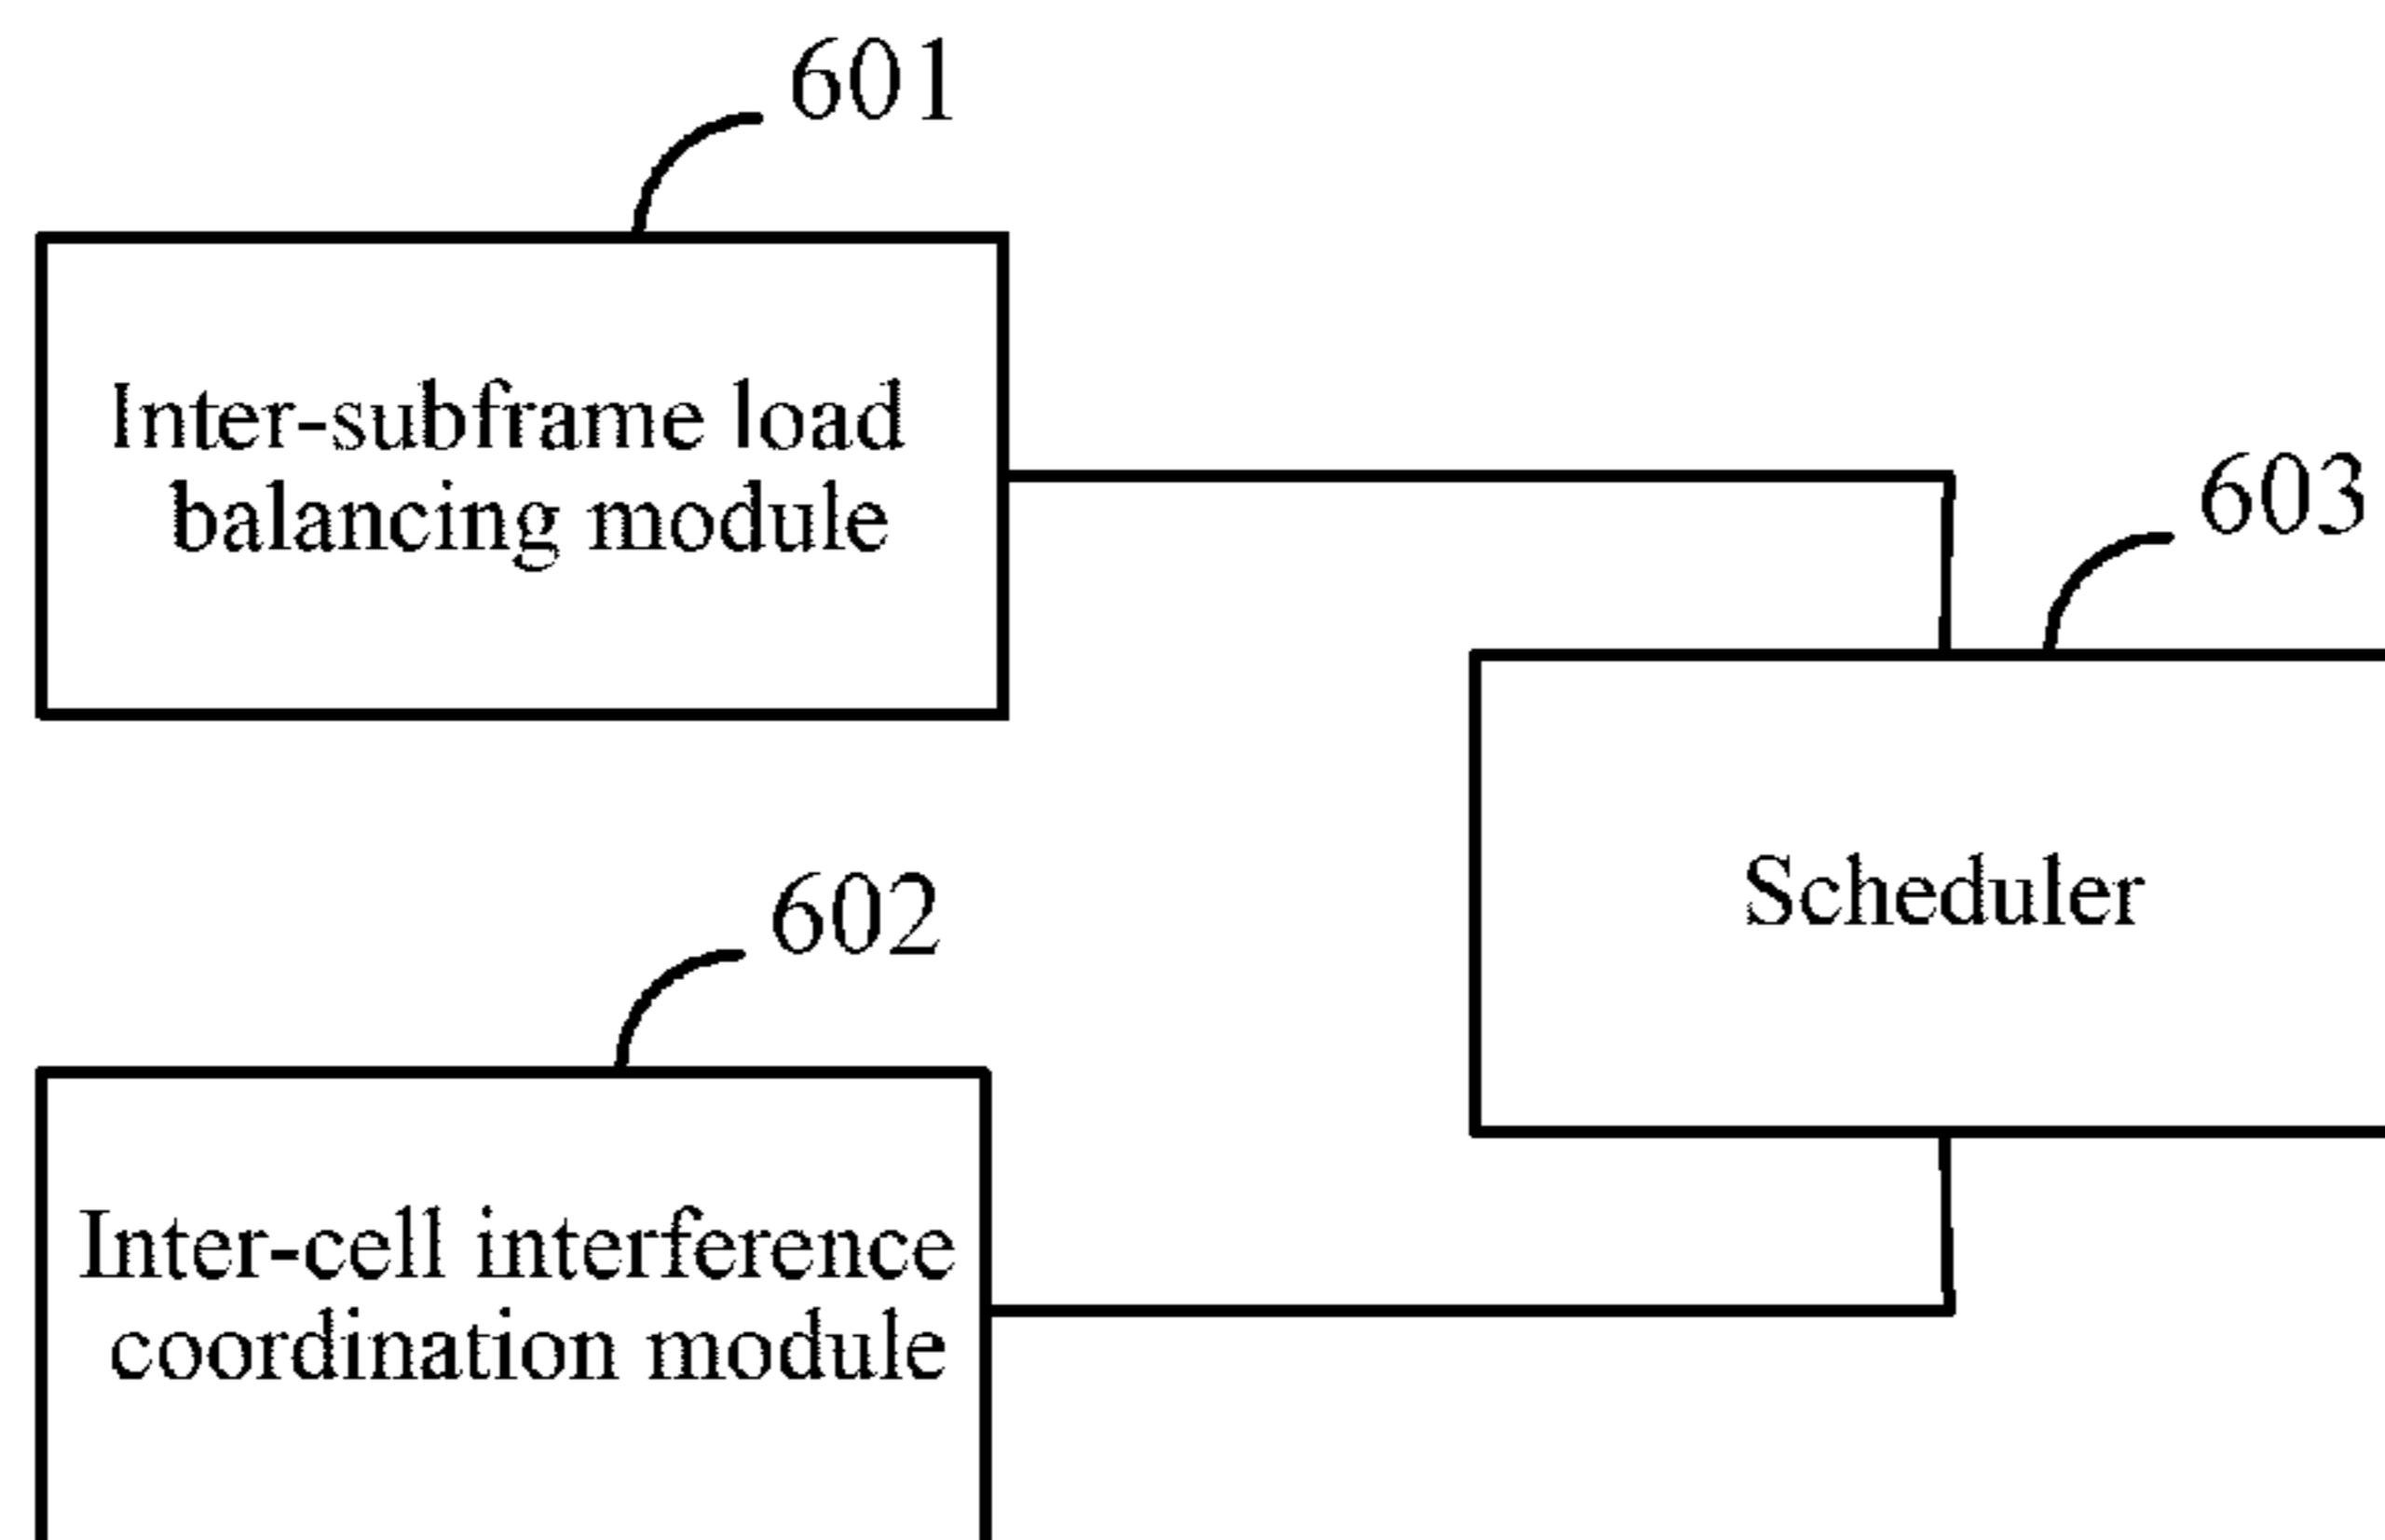 601
Inter-subframe load
balancing module
603
Scheduler
602
Inter-cell interference
coordination module